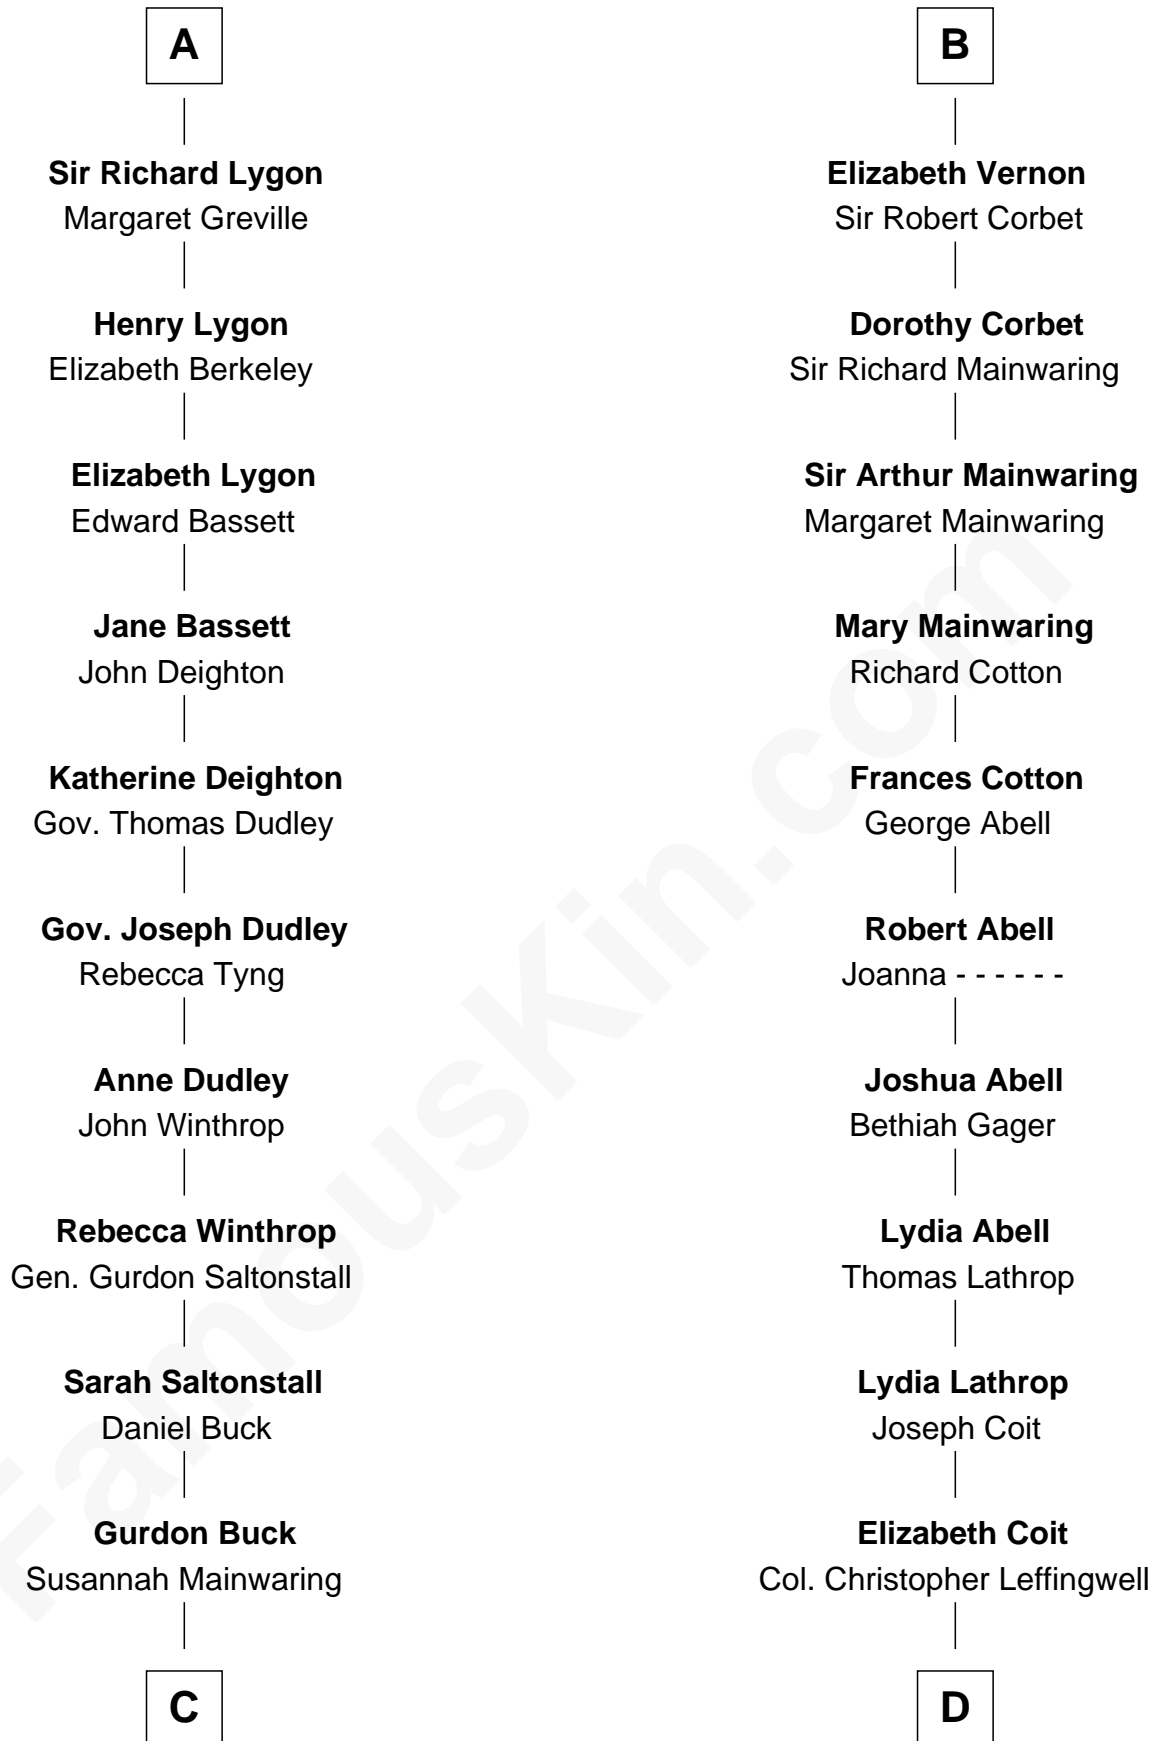 A
Sir Richard Lygon
Margaret Greville
Henry Lygon
Elizabeth Berkeley
Elizabeth Lygon
Edward Bassett
Jane Bassett
John Deighton
Katherine Deighton
Gov. Thomas Dudley
Gov. Joseph Dudley
Rebecca Tyng
Anne Dudley
John Winthrop
Rebecca Winthrop
Gen. Gurdon Saltonstall
Sarah Saltonstall
Daniel Buck
Gurdon Buck
Susannah Mainwaring
C
B
Elizabeth Vernon
Sir Robert Corbet
Dorothy Corbet
Sir Richard Mainwaring
Sir Arthur Mainwaring
Margaret Mainwaring
Mary Mainwaring
Richard Cotton
Frances Cotton
George Abell
Robert Abell
Joanna - - - - - -
Joshua Abell
Bethiah Gager
Lydia Abell
Thomas Lathrop
Lydia Lathrop
Joseph Coit
Elizabeth Coit
Col. Christopher Leffingwell
D
FamousKin.com